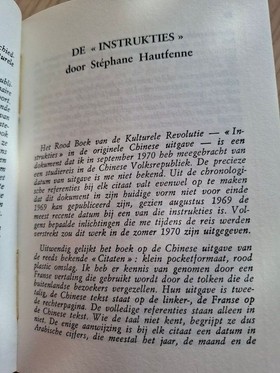 DE « INSTRUKTIES »
door Stéphane Hautfenne
Het Rood Boek van de Kulturele Revolutie — « In-
strukties » in de originele Chinese uitgave — is een
dokument dat ik in september 1970 heb meegebracht van
een studiereis in de Chinese Volksrepubliek. De precieze
datum van uitgave is me niet bekend. Uit de chronologi-
sche referenties bij elk citaat valt evenwel op te maken
dat dit dokument in zijn huidige vorm niet voor einde
1969 kan gepubliceerd zijn, gezien augustus 1969 de
meest recente datum bij een van die instrukties is. Vol-
gens bepaalde inlichtingen die me tijdens de reis werden
verstrekt zou dit werk in de zomer 1970 zijn uitgegeven.
Uitwendig gelijkt het boek op de Chinese uitgave van
de reeds bekende « Citaten » : klein pocketformaat, rood
plastic omslag. Ik heb er kennis van genomen door een
Franse vertaling die gebruikt wordt door de tolken die de
buitenlandse bezoekers vergezellen. Hun uitgave is twee-
talig, de Chinese tekst staat op de linker-, de Franse op
de rechterpagina. De volledige referenties staan alleen in
het Chinees. Wie de taal niet kent, begrijpt ze dus
niet. De enige aanwijzing is bij elk citaat een datum in
Arabische cijfers, die meestal het jaar, de maand en de